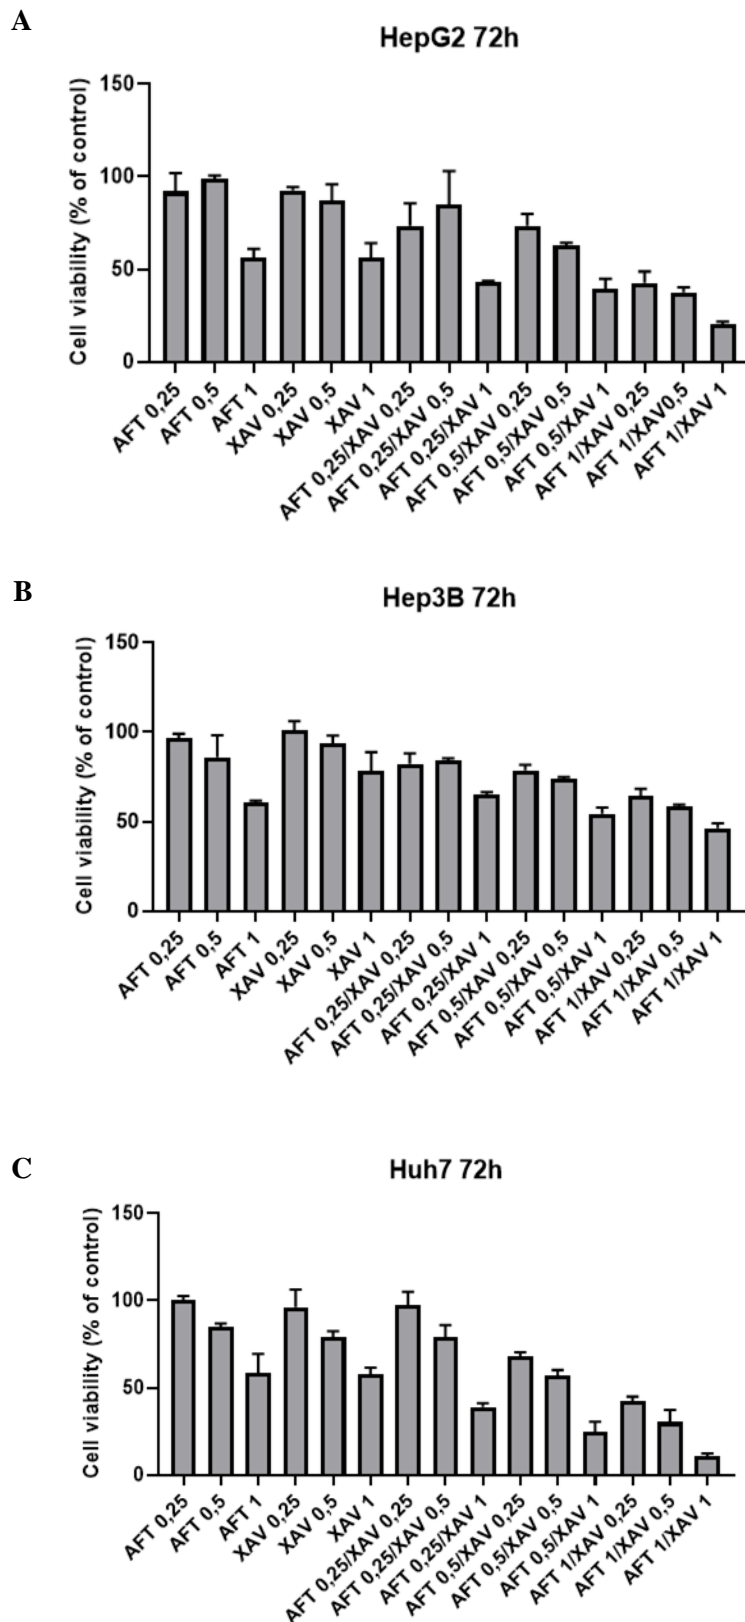 A
HepG2 72h
Cell viability (% of control)
150
100
50
0
AFT 0,25
AFT 0,5
AFT 1
XAV 0,25
XAV 0,5
XAV 1
AFT 0,25/XAV 0,25
AFT 0,25/XAV 0,5
AFT 0,25/XAV 1
AFT 0,5/XAV 0,25
AFT 0,5/XAV 0,5
AFT 0,5/XAV 1
AFT 1/XAV 0,25
AFT 1/XAV0,5
AFT 1/XAV 1
B
Hep3B 72h
Cell viability (% of control)
150
100
50
0
AFT 0,25
AFT 0,5
AFT 1
XAV 0,25
XAV 0,5
XAV 1
AFT 0,25/XAV 0,25
AFT 0,25/XAV 0,5
AFT 0,25/XAV 1
AFT 0,5/XAV 0,25
AFT 0,5/XAV 0,5
AFT 0,5/XAV 1
AFT 1/XAV 0,25
AFT 1/XAV 0,5
AFT 1/XAV 1
C
Huh7 72h
Cell viability (% of control)
150
100
50
0
AFT 0,25
AFT 0,5
AFT 1
XAV 0,25
XAV 0,5
XAV 1
AFT 0,25/XAV 0,25
AFT 0,25/XAV 0,5
AFT 0,25/XAV 1
AFT 0,5/XAV 0,25
AFT 0,5/XAV 0,5
AFT 0,5/XAV 1
AFT 1/XAV 0,25
AFT 1/XAV 0,5
AFT 1/XAV 1